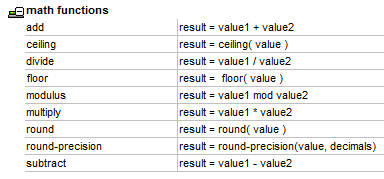 math functions
add result = value1 + value2
ceiling result = ceiling( value )
divide result = value1 / value2
floor result =  floor( value )
modulus result = value1 mod value2
multiply result = value1 * value2
round result = round( value )
round-precision result = round-precision(value, decimals)
subtract result = value1 - value2